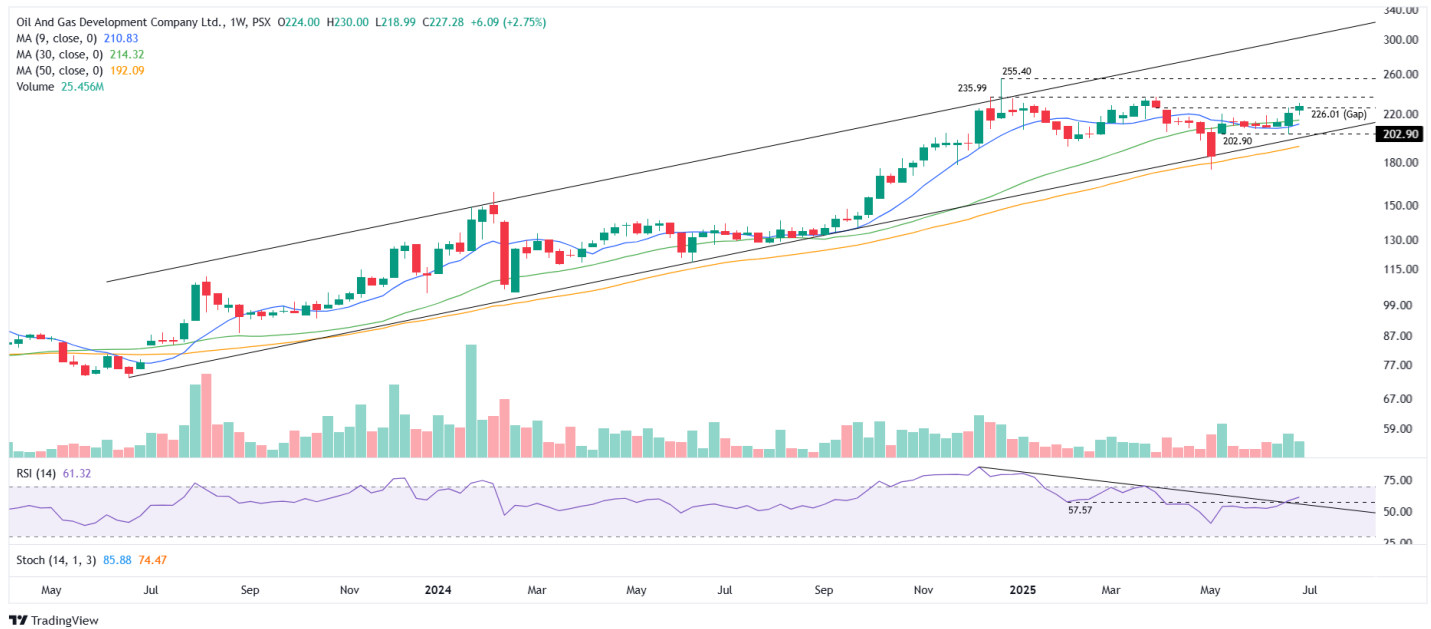 Oil And Gas Development Company Ltd., 1W, PSX O224.00 H230.00 L218.99 C227.28 +6.09 (+2.75%)
MA (9, close, 0) 210.83
MA (30, close, 0) 214.32
MA (50, close, 0) 192.09
Volume 25.456M
340.00
300.00
255.40
260.00
235.99
220.00
226.01 (Gap)
202.90
202.90
180.00
150.00
130.00
115.00
99.00
87.00
77.00
67.00
59.00
RSI (14) 61.32
75.00
57.57
50.00
25.00
Stoch (14, 1, 3) 85.88 74.47
May Jul Sep Nov 2024 Mar May Jul Sep Nov 2025 Mar May Jul
TradingView